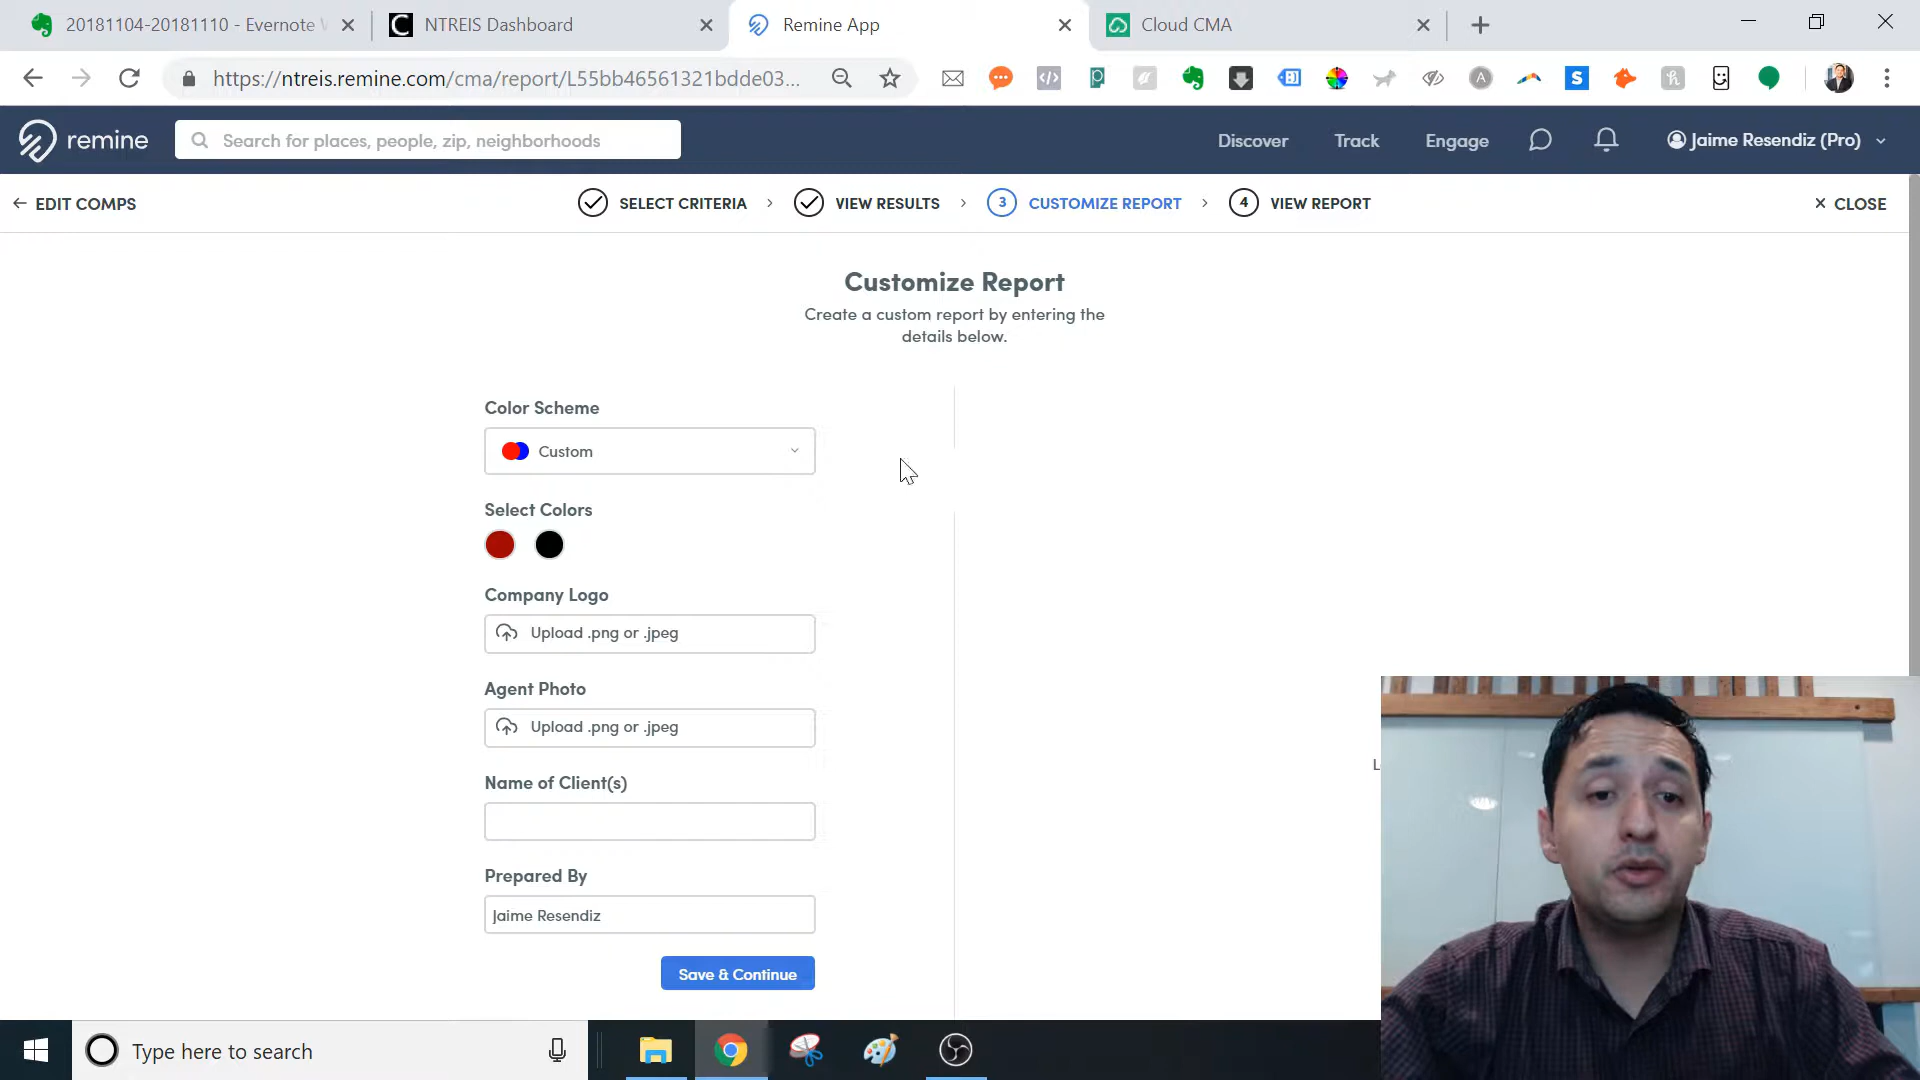 20181104-20181110 - Evernote
NTREIS Dashboard
Remine App
Cloud CMA
https://ntreis.remine.com/cma/report/L55bb46561321bdde03...
remine
Search for places, people, zip, neighborhoods
Discover
Track
Engage
Jaime Resendiz (Pro)
EDIT COMPS
SELECT CRITERIA
VIEW RESULTS
3
CUSTOMIZE REPORT
4
VIEW REPORT
CLOSE
Customize Report
Create a custom report by entering the
details below.
Color Scheme
Custom
Select Colors
Company Logo
Upload .png or .jpeg
Agent Photo
Upload .png or .jpeg
Name of Client(s)
Prepared By
Jaime Resendiz
Save & Continue
Type here to search